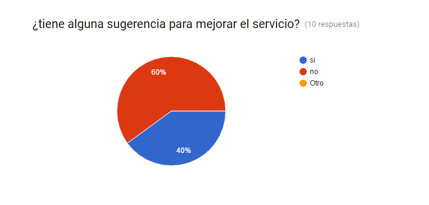 ¿tiene alguna sugerencia para mejorar el servicio? (10 respuestas)
si
no
Otro
60%
40%